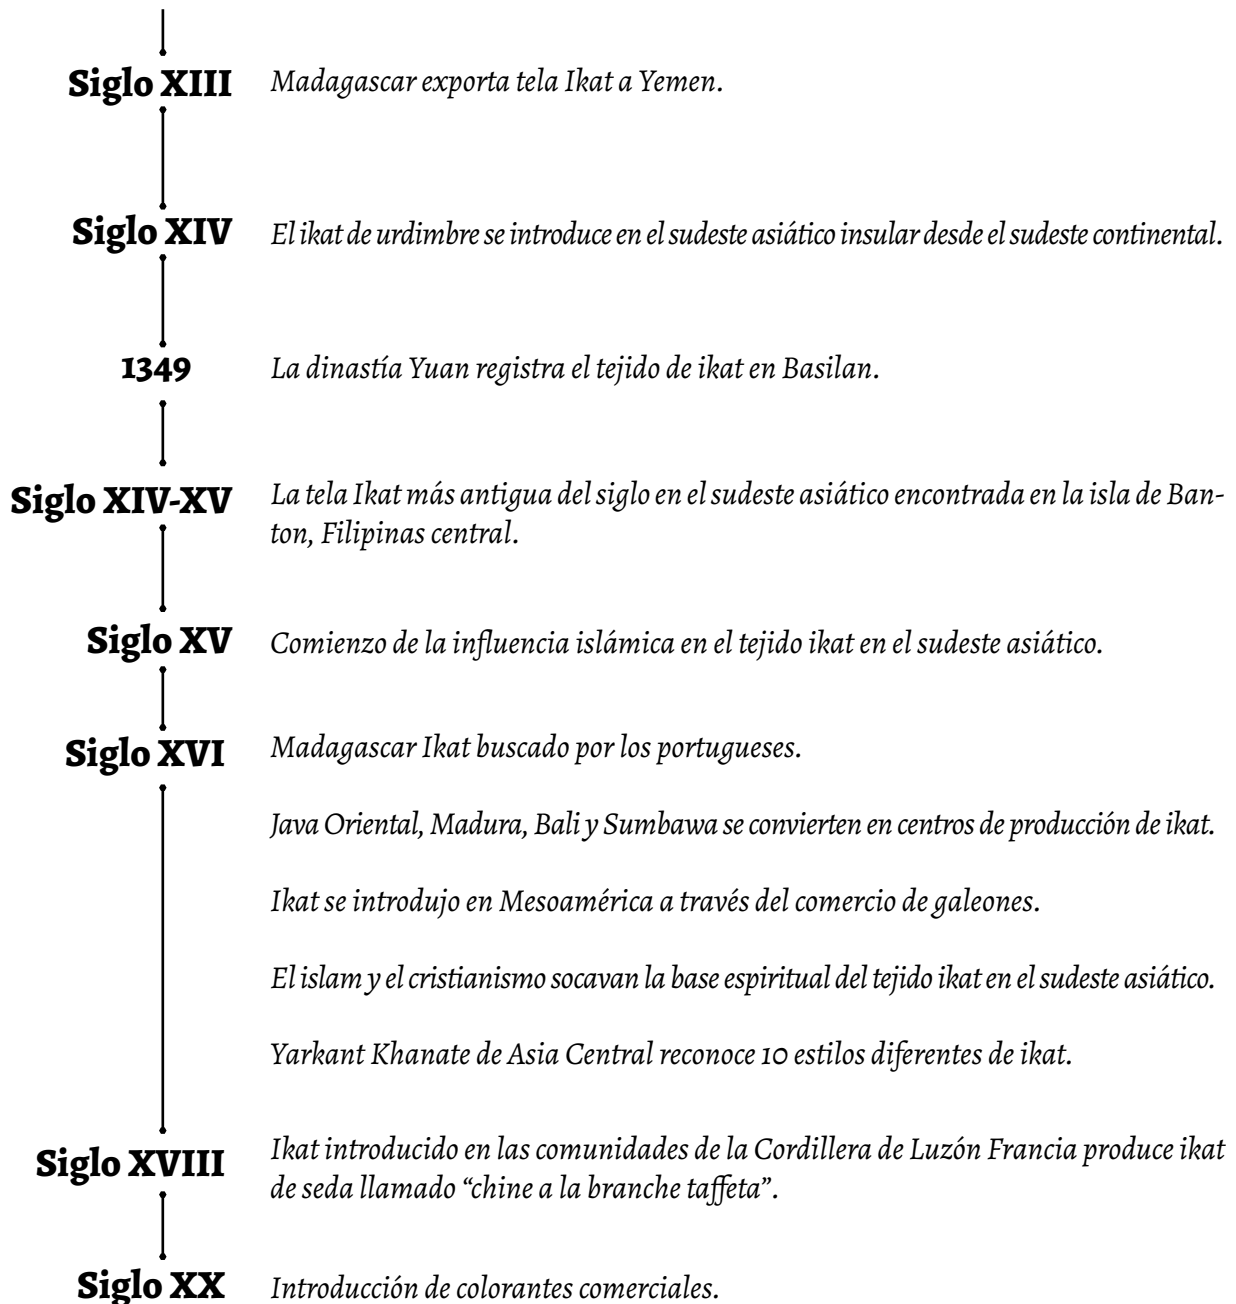 Siglo XIII
Madagascar exporta tela Ikat a Yemen.
Siglo XIV
El ikat de urdimbre se introduce en el sudeste asiático insular desde el sudeste continental.
1349
La dinastía Yuan registra el tejido de ikat en Basilan.
Siglo XIV-XV
La tela Ikat más antigua del siglo en el sudeste asiático encontrada en la isla de Ban-
ton, Filipinas central.
Siglo XV
Comienzo de la influencia islámica en el tejido ikat en el sudeste asiático.
Siglo XVI
Madagascar Ikat buscado por los portugueses.
Java Oriental, Madura, Bali y Sumbawa se convierten en centros de producción de ikat.
Ikat se introdujo en Mesoamérica a través del comercio de galeones.
El islam y el cristianismo socavan la base espiritual del tejido ikat en el sudeste asiático.
Yarkant Khanate de Asia Central reconoce 10 estilos diferentes de ikat.
Siglo XVIII
Ikat introducido en las comunidades de la Cordillera de Luzón Francia produce ikat
de seda llamado “chine a la branche taffeta”.
Siglo XX
Introducción de colorantes comerciales.